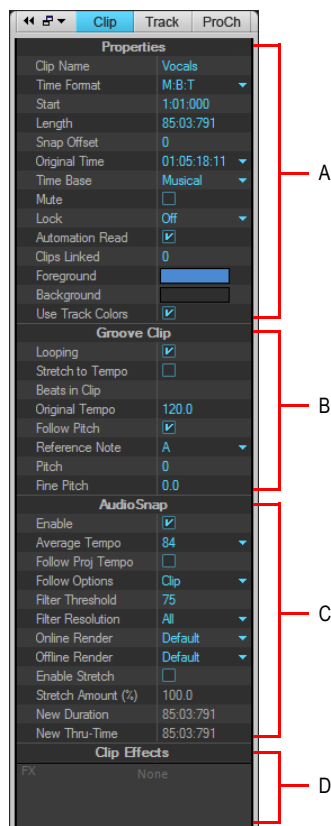 Clip Track ProCh
Properties
Clip Name Vocals
Time Format M:B:T
Start 1:01:000
Length 85:03:791
Snap Offset 0
Original Time 01:05:18:11
Time Base Musical
Mute
Lock Off
Automation Read
Clips Linked 0
Foreground
Background
Use Track Colors
A
Groove Clip
Looping
Stretch to Tempo
Beats in Clip
Original Tempo 120.0
Follow Pitch
Reference Note A
Pitch 0
Fine Pitch 0.0
B
AudioSnap
Enable
Average Tempo 84
Follow Proj Tempo
Follow Options Clip
Filter Threshold 75
Filter Resolution All
Online Render Default
Offline Render Default
Enable Stretch
Stretch Amount (%) 100.0
New Duration 85:03:791
New Thru-Time 85:03:791
C
Clip Effects
FX None
D